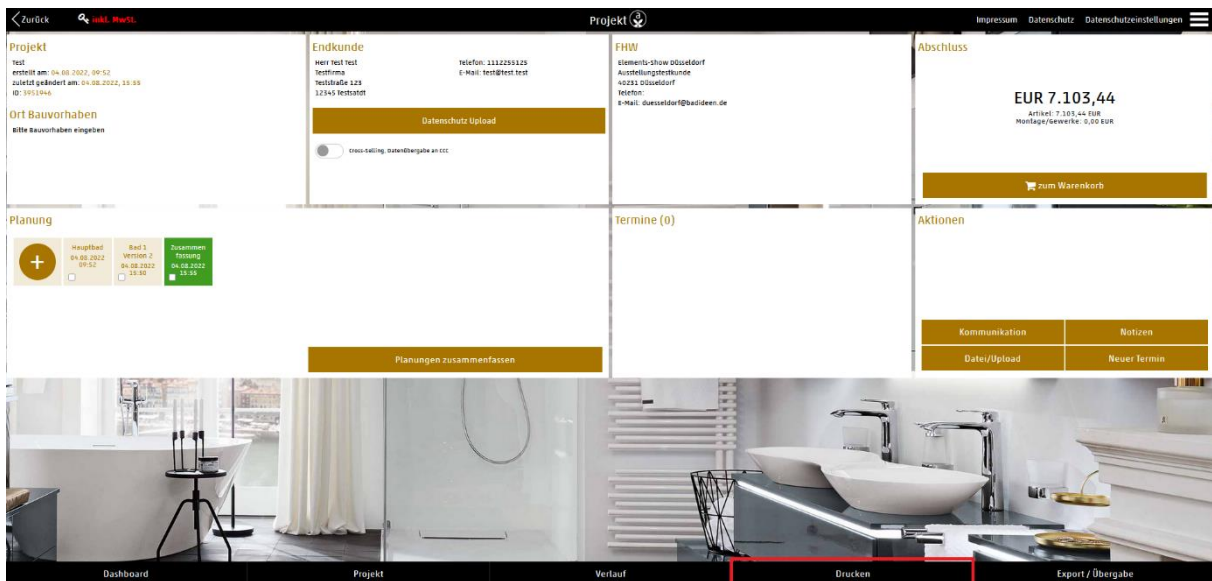 Zurück
inkl. MwSt.
Projekt
Impressum Datenschutz Datenschutzeinstellungen
Projekt
Test
erstellt am: 04.08.2022, 09:52
zuletzt geändert am: 04.08.2022, 15:55
ID: 3951946
Ort Bauvorhaben
Bitte Bauvorhaben eingeben
Endkunde
Herr Test Test
Testfirma
Teststraße 123
12345 Testsatdt
Telefon: 1112255125
E-Mail: test@test.test
Datenschutz Upload
Cross-Selling, Datenübergabe an CCC
FHW
Elements-Show Düsseldorf
Ausstellungstestkunde
40231 Düsseldorf
Telefon:
E-Mail: duesseldorf@badideen.de
Abschluss
EUR 7.103,44
Artikel: 7.103,44 EUR
Montage/Gewerke: 0,00 EUR
zum Warenkorb
Planung
+
Hauptbad
04.08.2022
09:52
Bad 1
Version 2
04.08.2022
15:50
Zusammen
fassung
04.08.2022
15:55
Planungen zusammenfassen
Termine (0)
Aktionen
Kommunikation
Notizen
Datei/Upload
Neuer Termin
Dashboard
Projekt
Verlauf
Drucken
Export / Übergabe